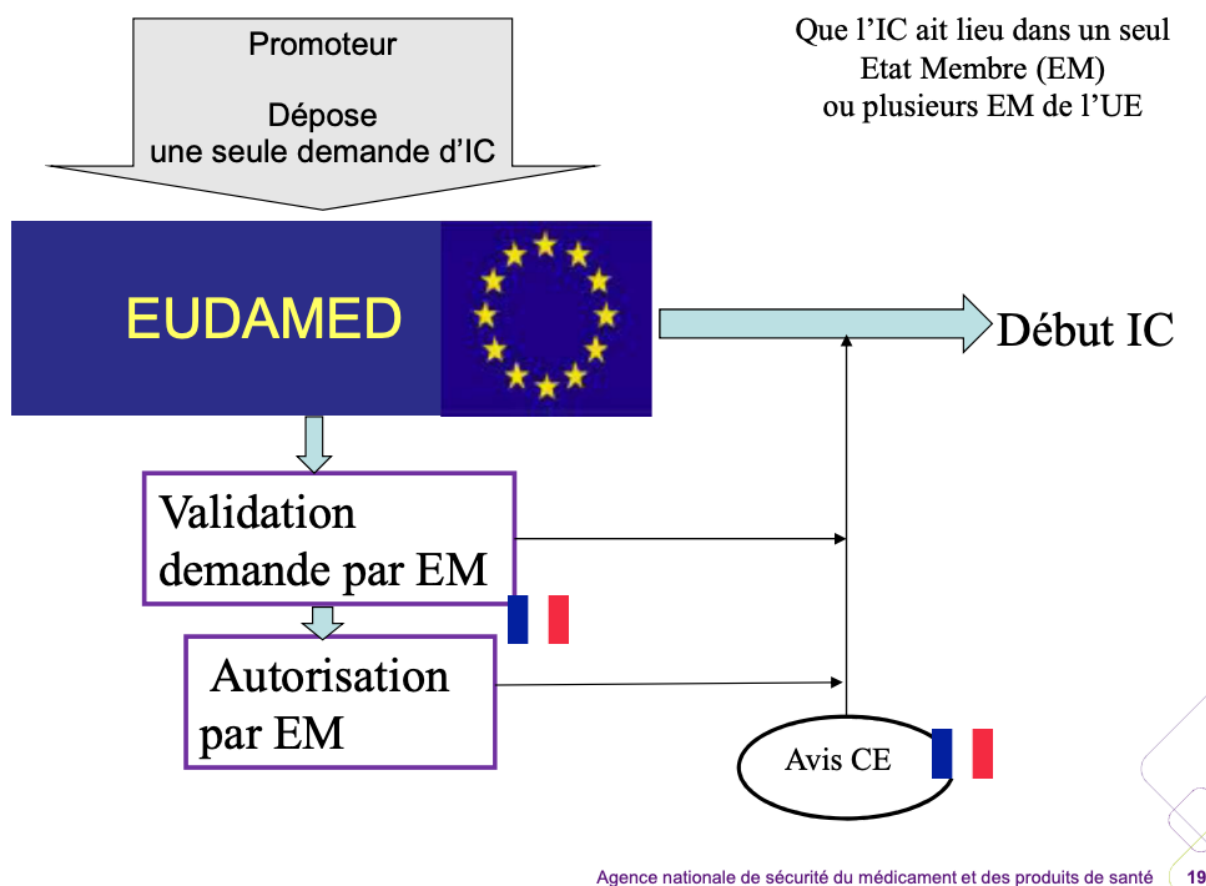 Promoteur
Dépose
une seule demande d'IC
Que l'IC ait lieu dans un seul
Etat Membre (EM)
ou plusieurs EM de l'UE
EUDAMED
Début IC
Validation
demande par EM
Autorisation
par EM
Avis CE
Agence nationale de sécurité du médicament et des produits de santé
19